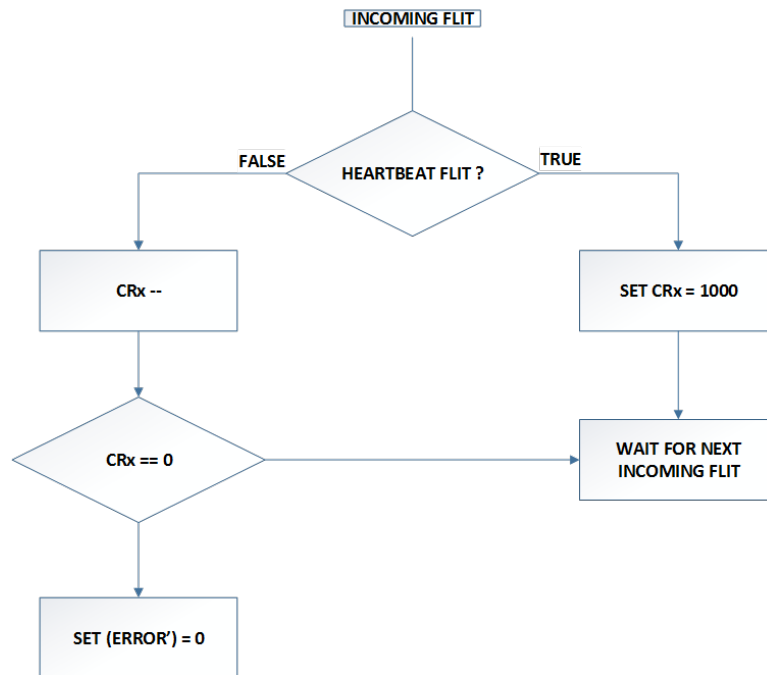 INCOMING FLIT
FALSE
HEARTBEAT FLIT ?
TRUE
CRx --
SET CRx = 1000
CRx == 0
WAIT FOR NEXT
INCOMING FLIT
SET (ERROR’) = 0